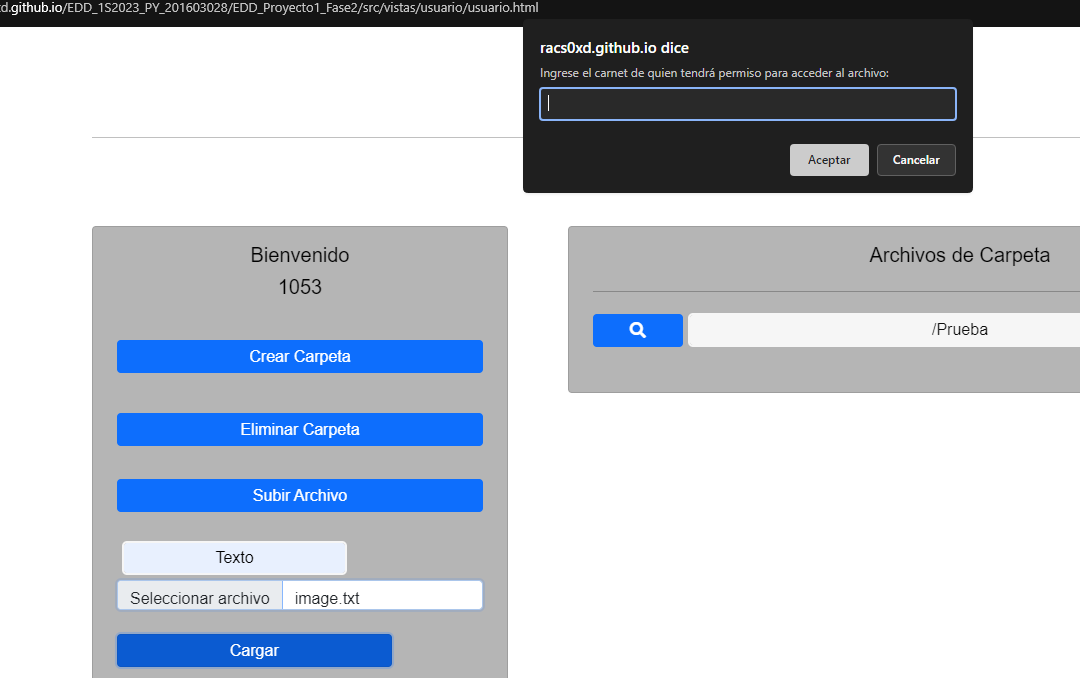 d.github.io/EDD_1S2023_PY_201603028/EDD_Proyecto1_Fase2/src/vistas/usuario/usuario.html
racs0xd.github.io dice
Ingrese el carnet de quien tendrá permiso para acceder al archivo:
Aceptar
Cancelar
Bienvenido
1053
Crear Carpeta
Eliminar Carpeta
Subir Archivo
Texto
Seleccionar archivo image.txt
Cargar
Archivos de Carpeta
/Prueba